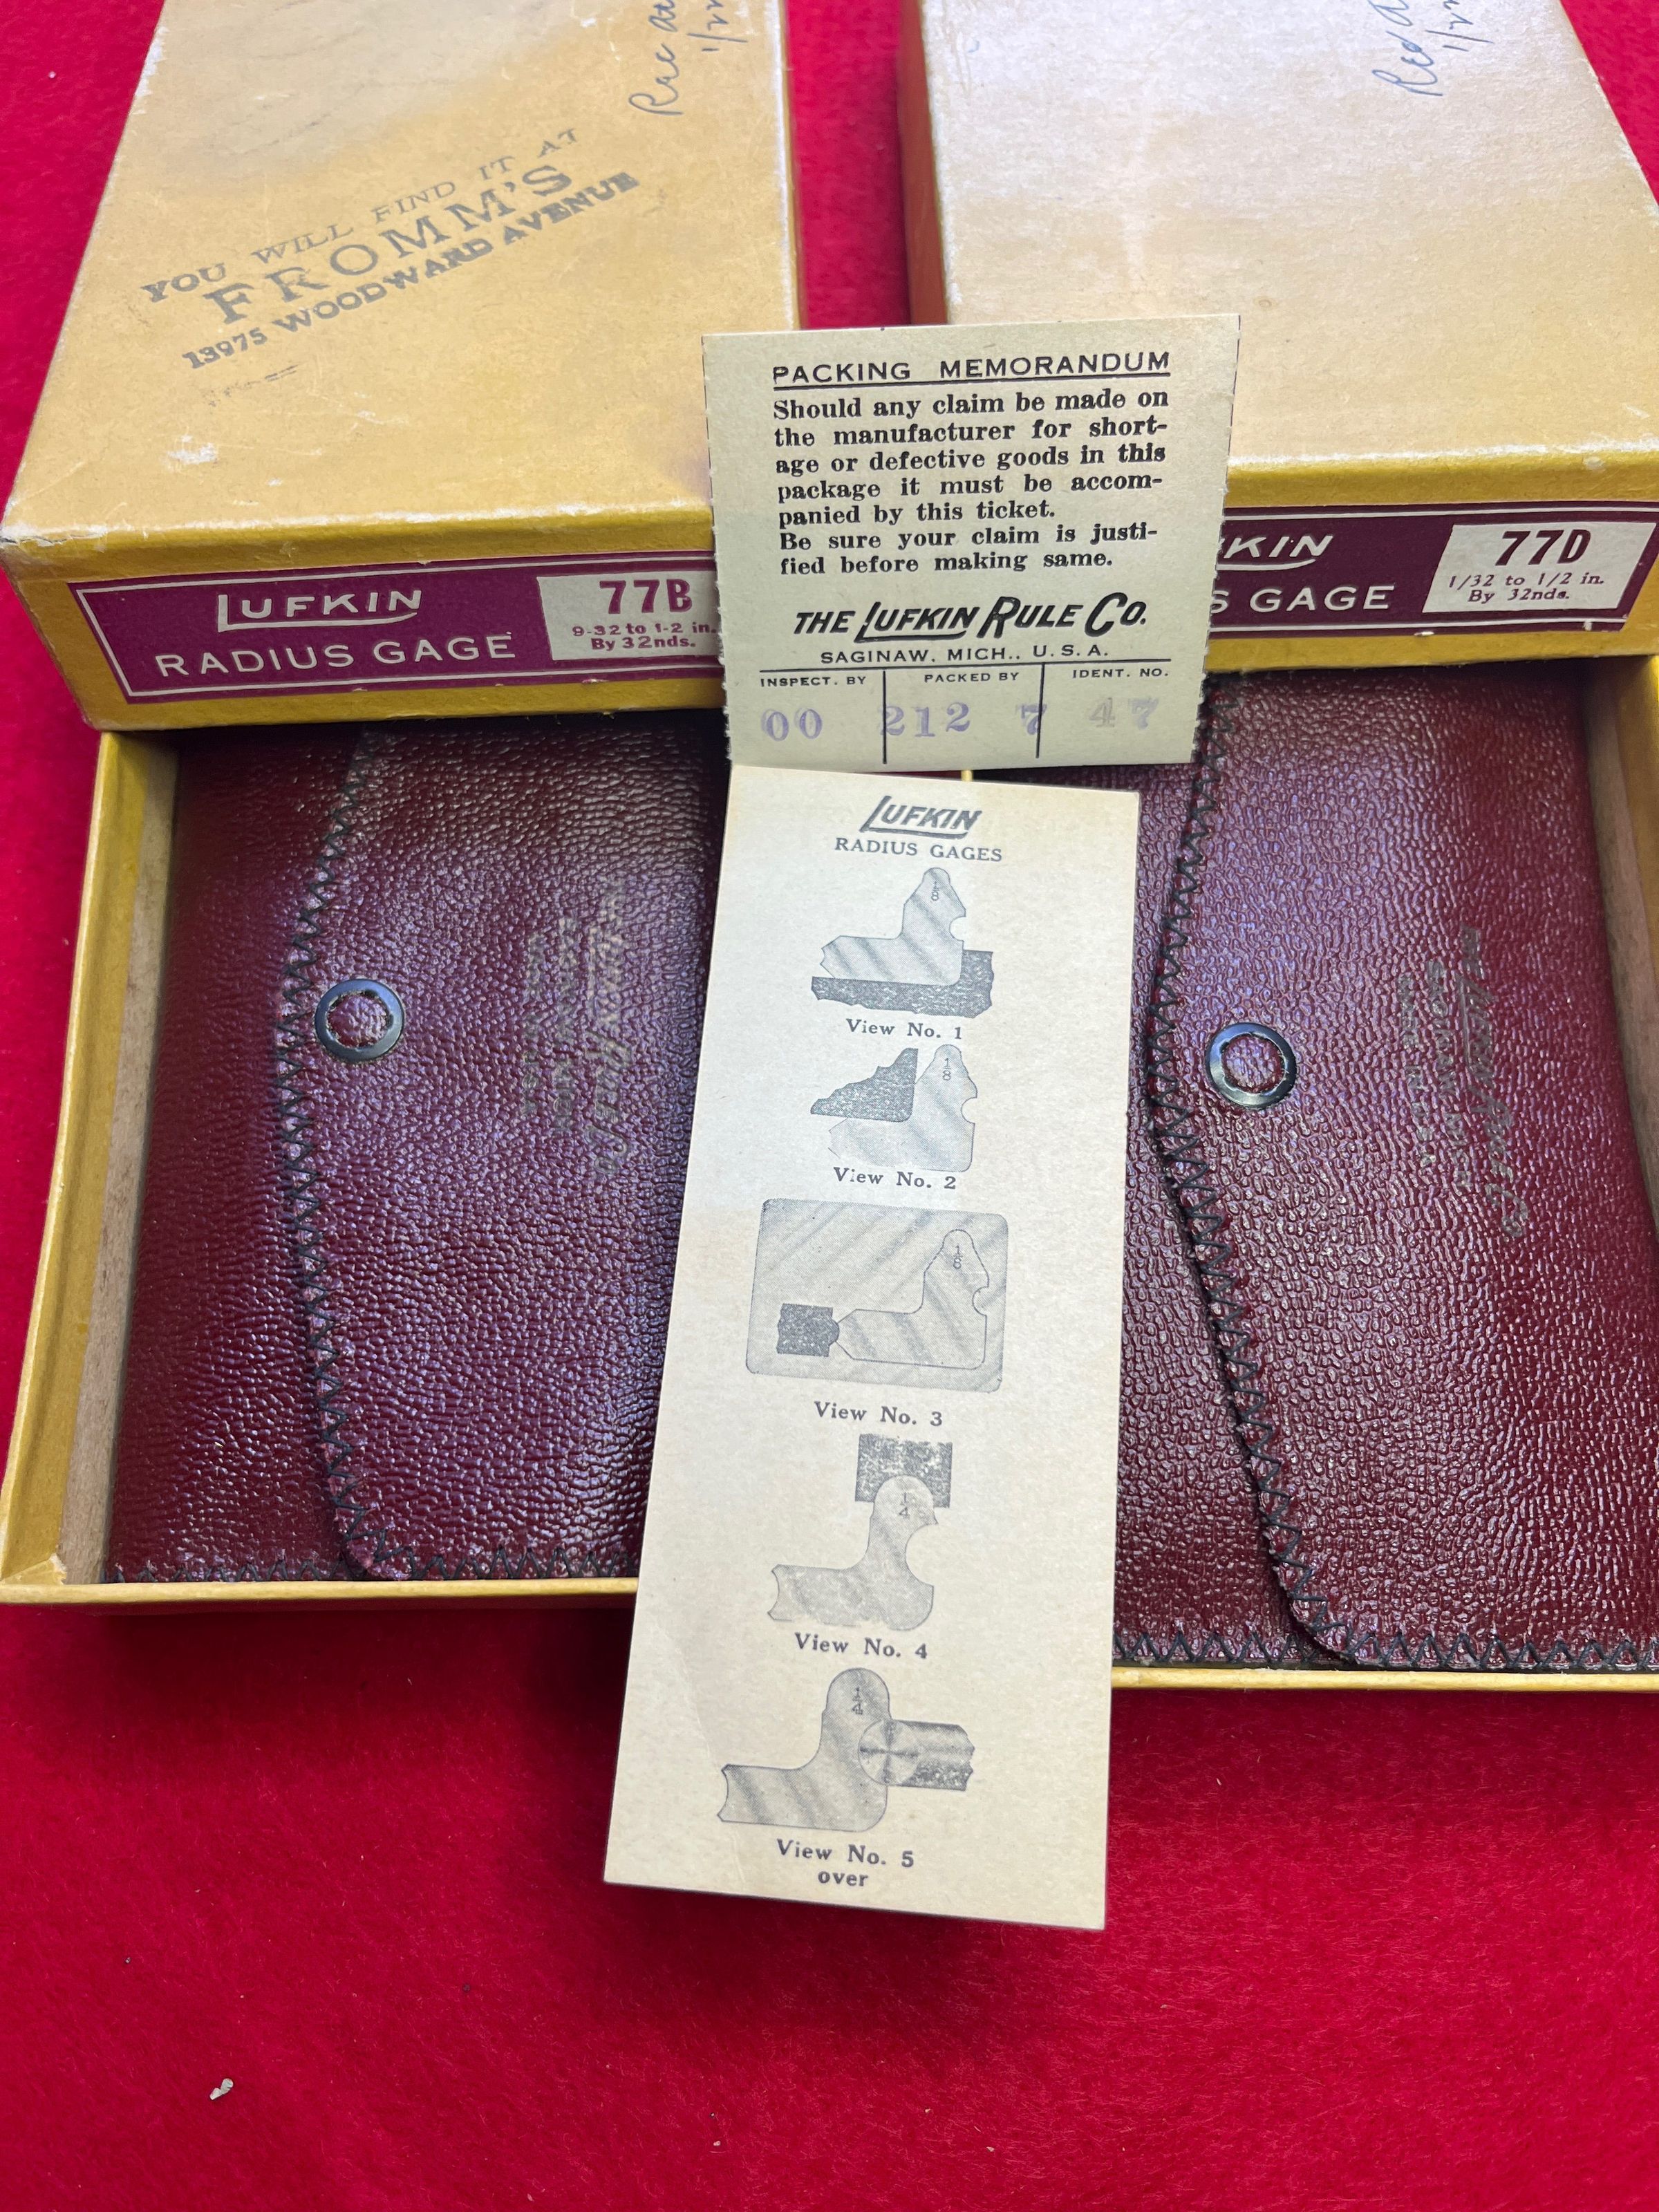 YOU WILL FIND IT AT
FROMM'S
13975 WOODWARD AVENUE
Rec
1/2
1/2
LUFKIN
RADIUS GAGE
77B
9-32 to 1-2 in.
By 32nds.
KIN
S GAGE
77D
1/32 to 1/2 in.
By 32nds.
PACKING MEMORANDUM
Should any claim be made on
the manufacturer for short-
age or defective goods in this
package it must be accom-
panied by this ticket.
Be sure your claim is justi-
fied before making same.
THE LUFKIN RULE CO.
SAGINAW, MICH., U. S. A.
INSPECT. BY PACKED BY IDENT. NO.
00 212 7 47
LUFKIN
RADIUS GAGES
1/8
View No. 1
1/8
View No. 2
1/8
View No. 3
1/4
View No. 4
1/4
View No. 5
over